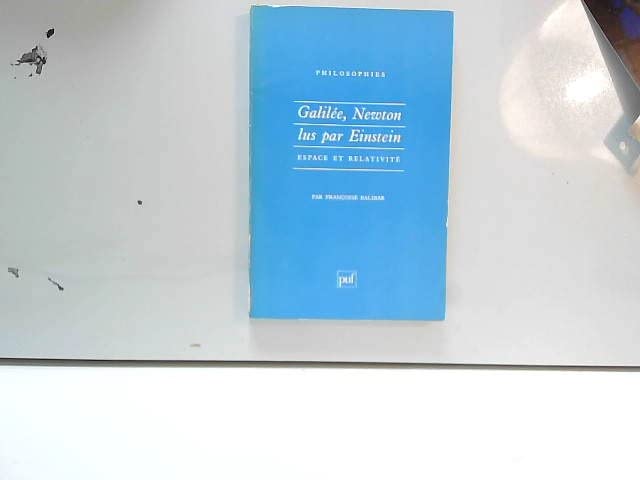 PHILOSOPHIES
Galilée, Newton
lus par Einstein
ESPACE ET RELATIVITÉ
PAR FRANÇOISE BALIBAR
puf